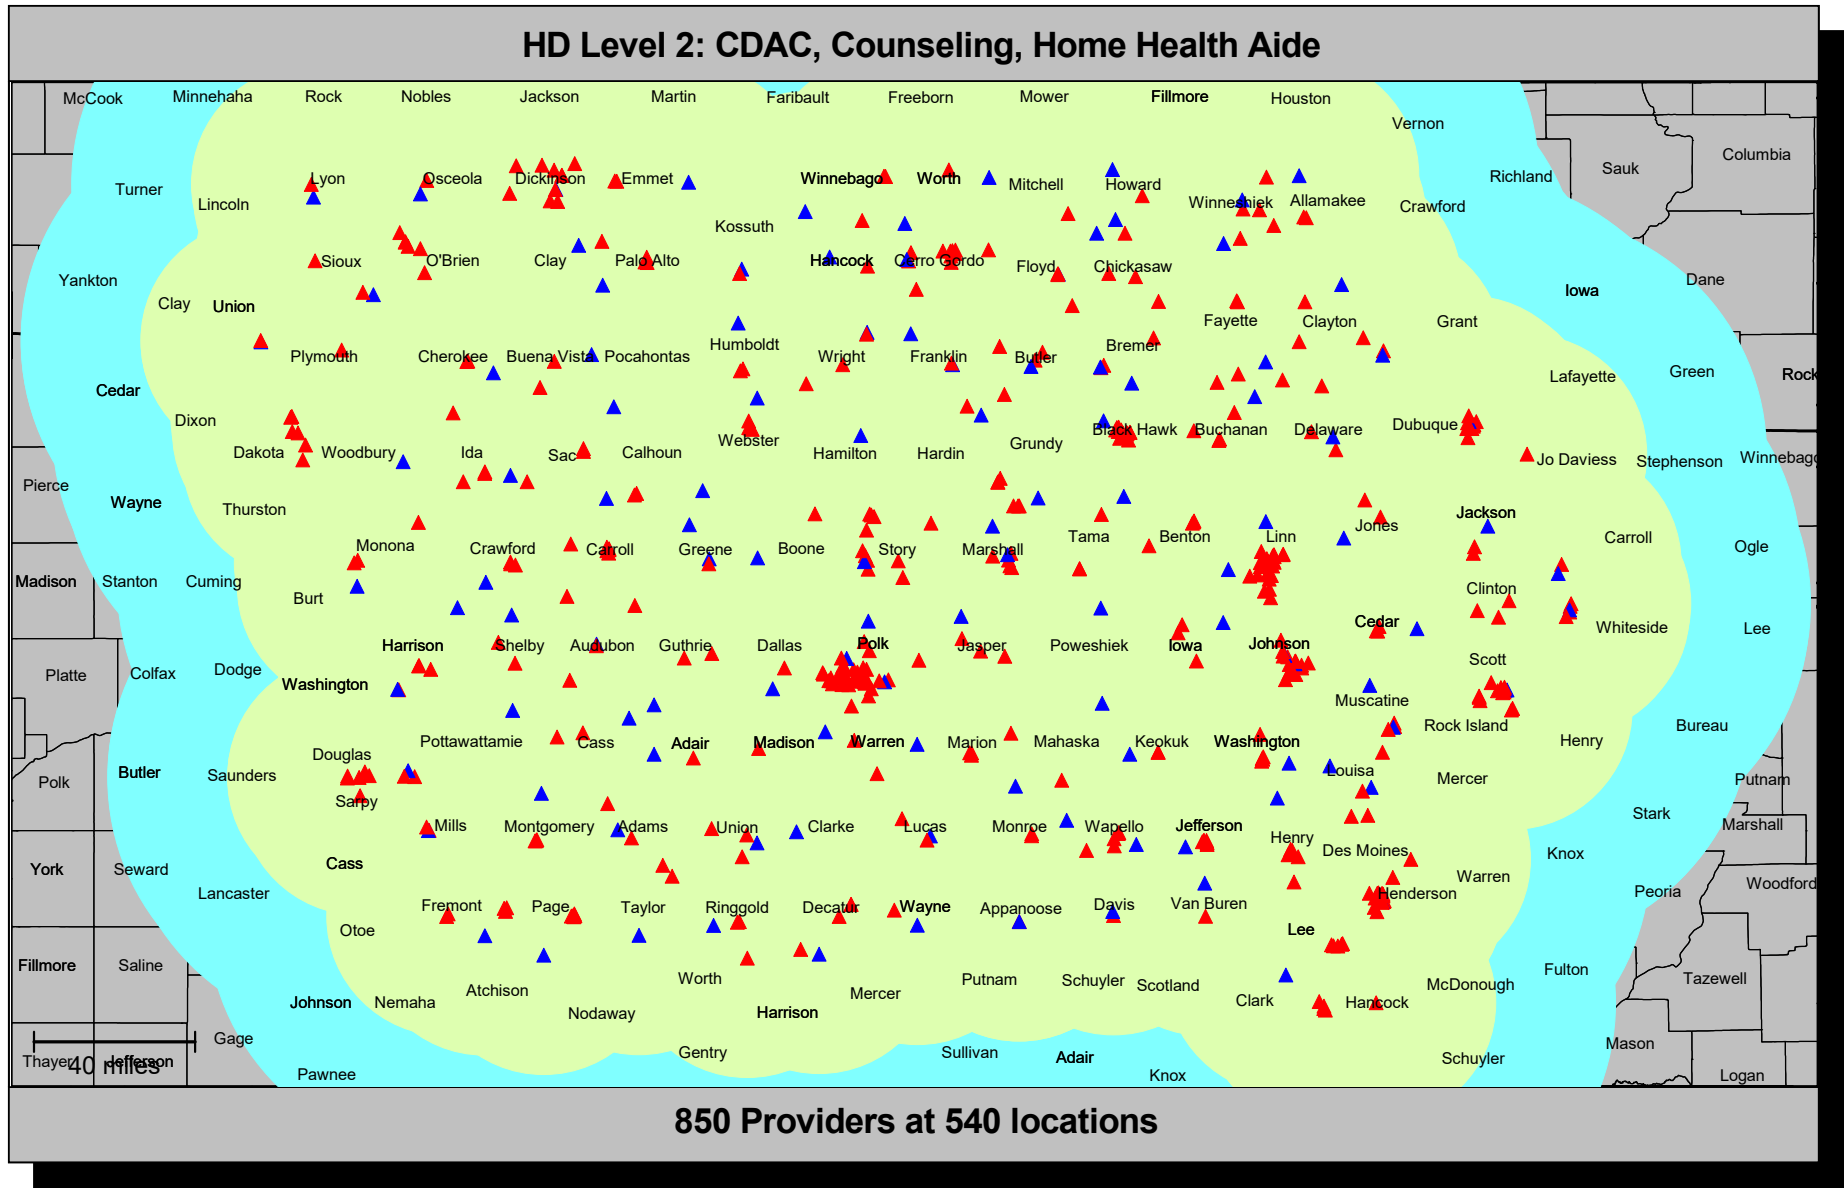 HD Level 2: CDAC, Counseling, Home Health Aide
McCook Minnehaha Rock Nobles Jackson Martin Faribault Freeborn Mower Fillmore Houston
Vernon
Columbia
Sauk
Turner Lyon Osceola Dickinson Emmet Winnebago Worth Mitchell Howard Richland
Lincoln Winneshiek Allamakee Crawford
Kossuth
Yankton Sioux O'Brien Clay Palo Alto Hancock Cerro Gordo Floyd Chickasaw Dane
Iowa
Clay Union
Fayette Clayton Grant
Plymouth Cherokee Buena Vista Pocahontas Humboldt Wright Franklin Butler Bremer
Green Rock
Lafayette
Cedar
Dixon Webster Black Hawk Buchanan Delaware Dubuque
Dakota Woodbury Ida Sac Calhoun Hamilton Hardin Grundy Jo Daviess Stephenson Winnebago
Pierce
Wayne
Thurston Jackson
Jones
Monona Crawford Carroll Greene Boone Story Marshall Tama Benton Linn Carroll Ogle
Madison Stanton Cuming Clinton
Burt
Cedar Whiteside Lee
Harrison Shelby Audubon Guthrie Dallas Polk Jasper Poweshiek Iowa Johnson
Scott
Platte Colfax Dodge Washington
Muscatine
Rock Island Bureau
Pottawattamie Cass Adair Madison Warren Marion Mahaska Keokuk Washington Henry
Douglas
Polk Butler Saunders Louisa Mercer Putnam
Sarpy
Stark
Mills Montgomery Adams Union Clarke Lucas Monroe Wapello Jefferson Marshall
Henry
Des Moines Knox
York Seward Cass
Warren Woodford
Lancaster Henderson Peoria
Fremont Page Taylor Ringgold Decatur Wayne Appanoose Davis Van Buren
Otoe Lee
Fillmore Saline Fulton
Worth Putnam Schuyler Scotland Tazewell
Atchison Mercer McDonough
Johnson Nemaha Nodaway Harrison Clark Hancock
Gage Mason
Gentry Sullivan Adair Schuyler
Thayer Jefferson
40 miles
Pawnee Knox Logan
850 Providers at 540 locations